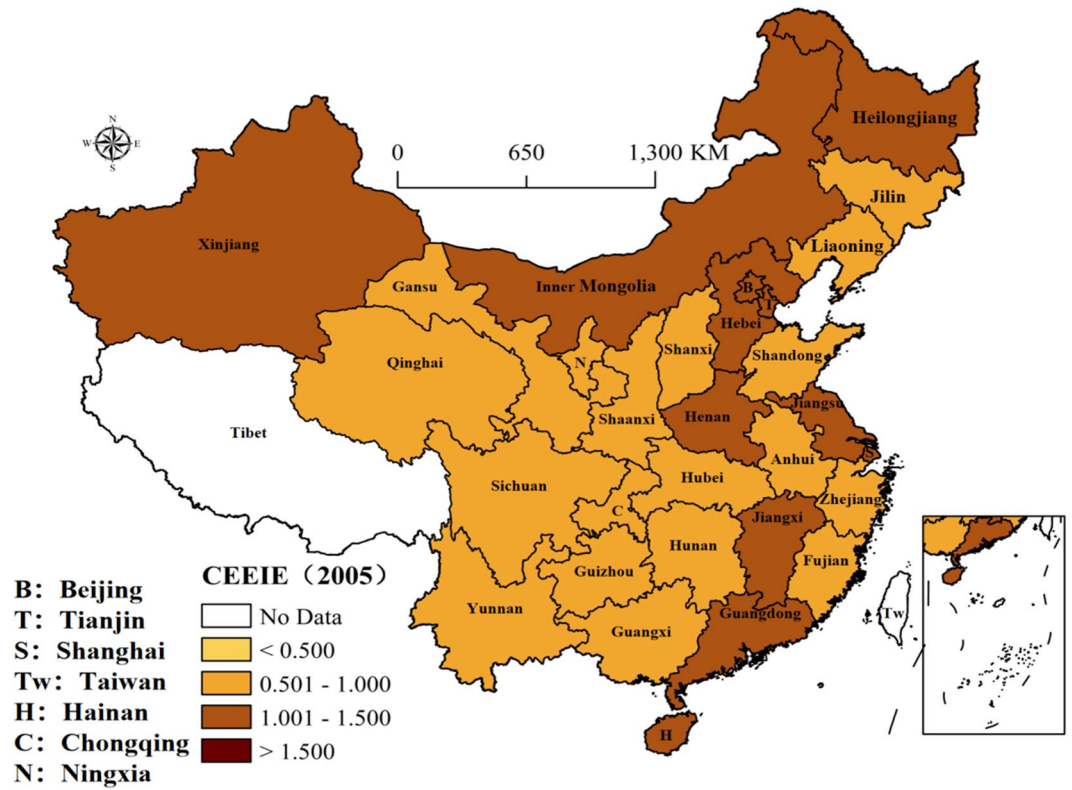 Heilongjiang
N
W E
S
0 650 1,300 KM
Jilin
Xinjiang
Liaoning
Gansu
Inner Mongolia
B
T
Hebei
Shanxi
Qinghai
N
Shandong
Jiangsu
Henan
Shaanxi
Tibet
S
Anhui
Hubei
Sichuan
Zhejiang
C
Jiangxi
Hunan
Fujian
Guizhou
Yunnan
Guangdong
Tw
Guangxi
H
CEEIE（2005）
No Data
< 0.500
0.501 - 1.000
1.001 - 1.500
> 1.500
B： Beijing
T： Tianjin
S： Shanghai
Tw： Taiwan
H： Hainan
C： Chongqing
N： Ningxia